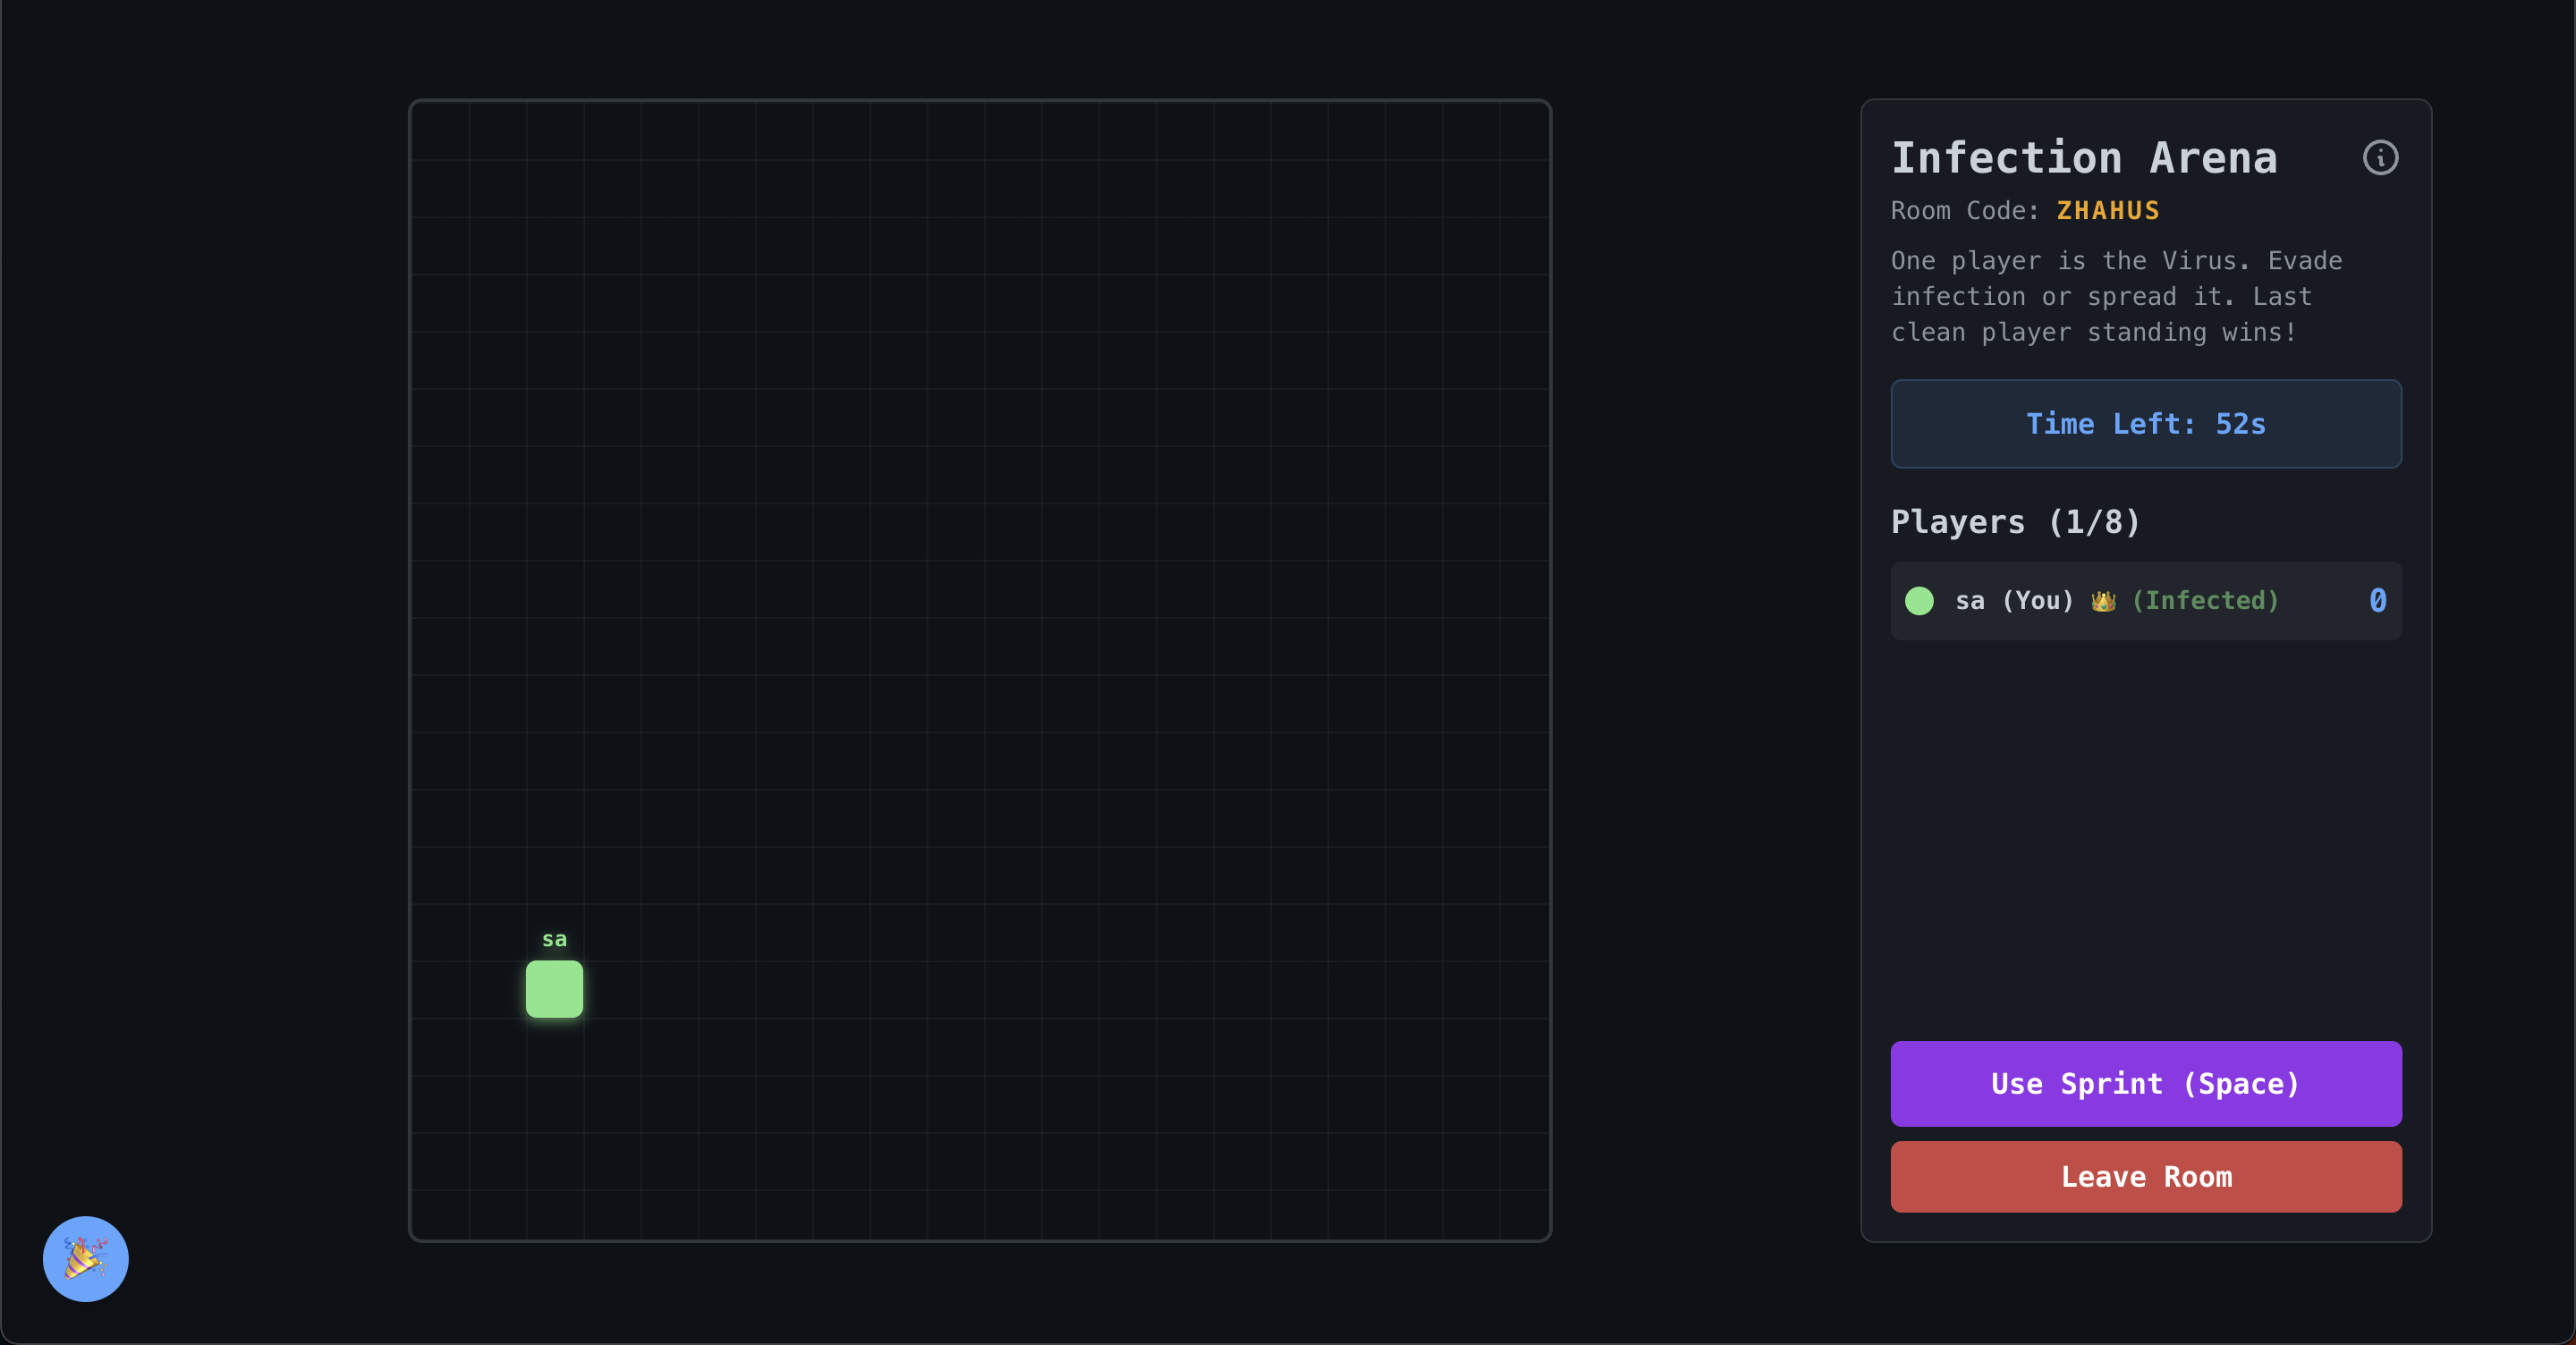 Infection Arena
Room Code: ZHAHUS
One player is the Virus. Evade
infection or spread it. Last
clean player standing wins!
Time Left: 52s
Players (1/8)
sa (You) 👑 (Infected) 0
sa
Use Sprint (Space)
Leave Room